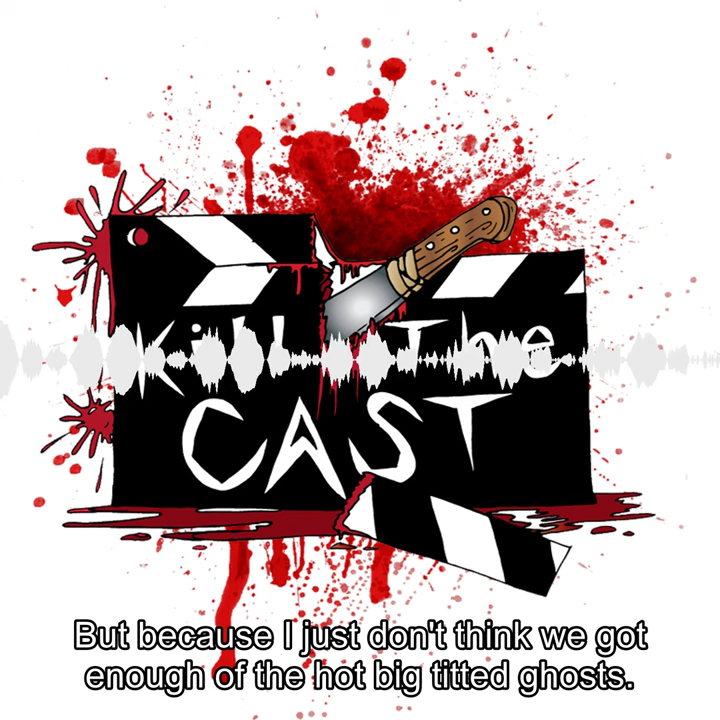 Kill The
CAST
But because I just don't think we got
enough of the hot big titted ghosts.